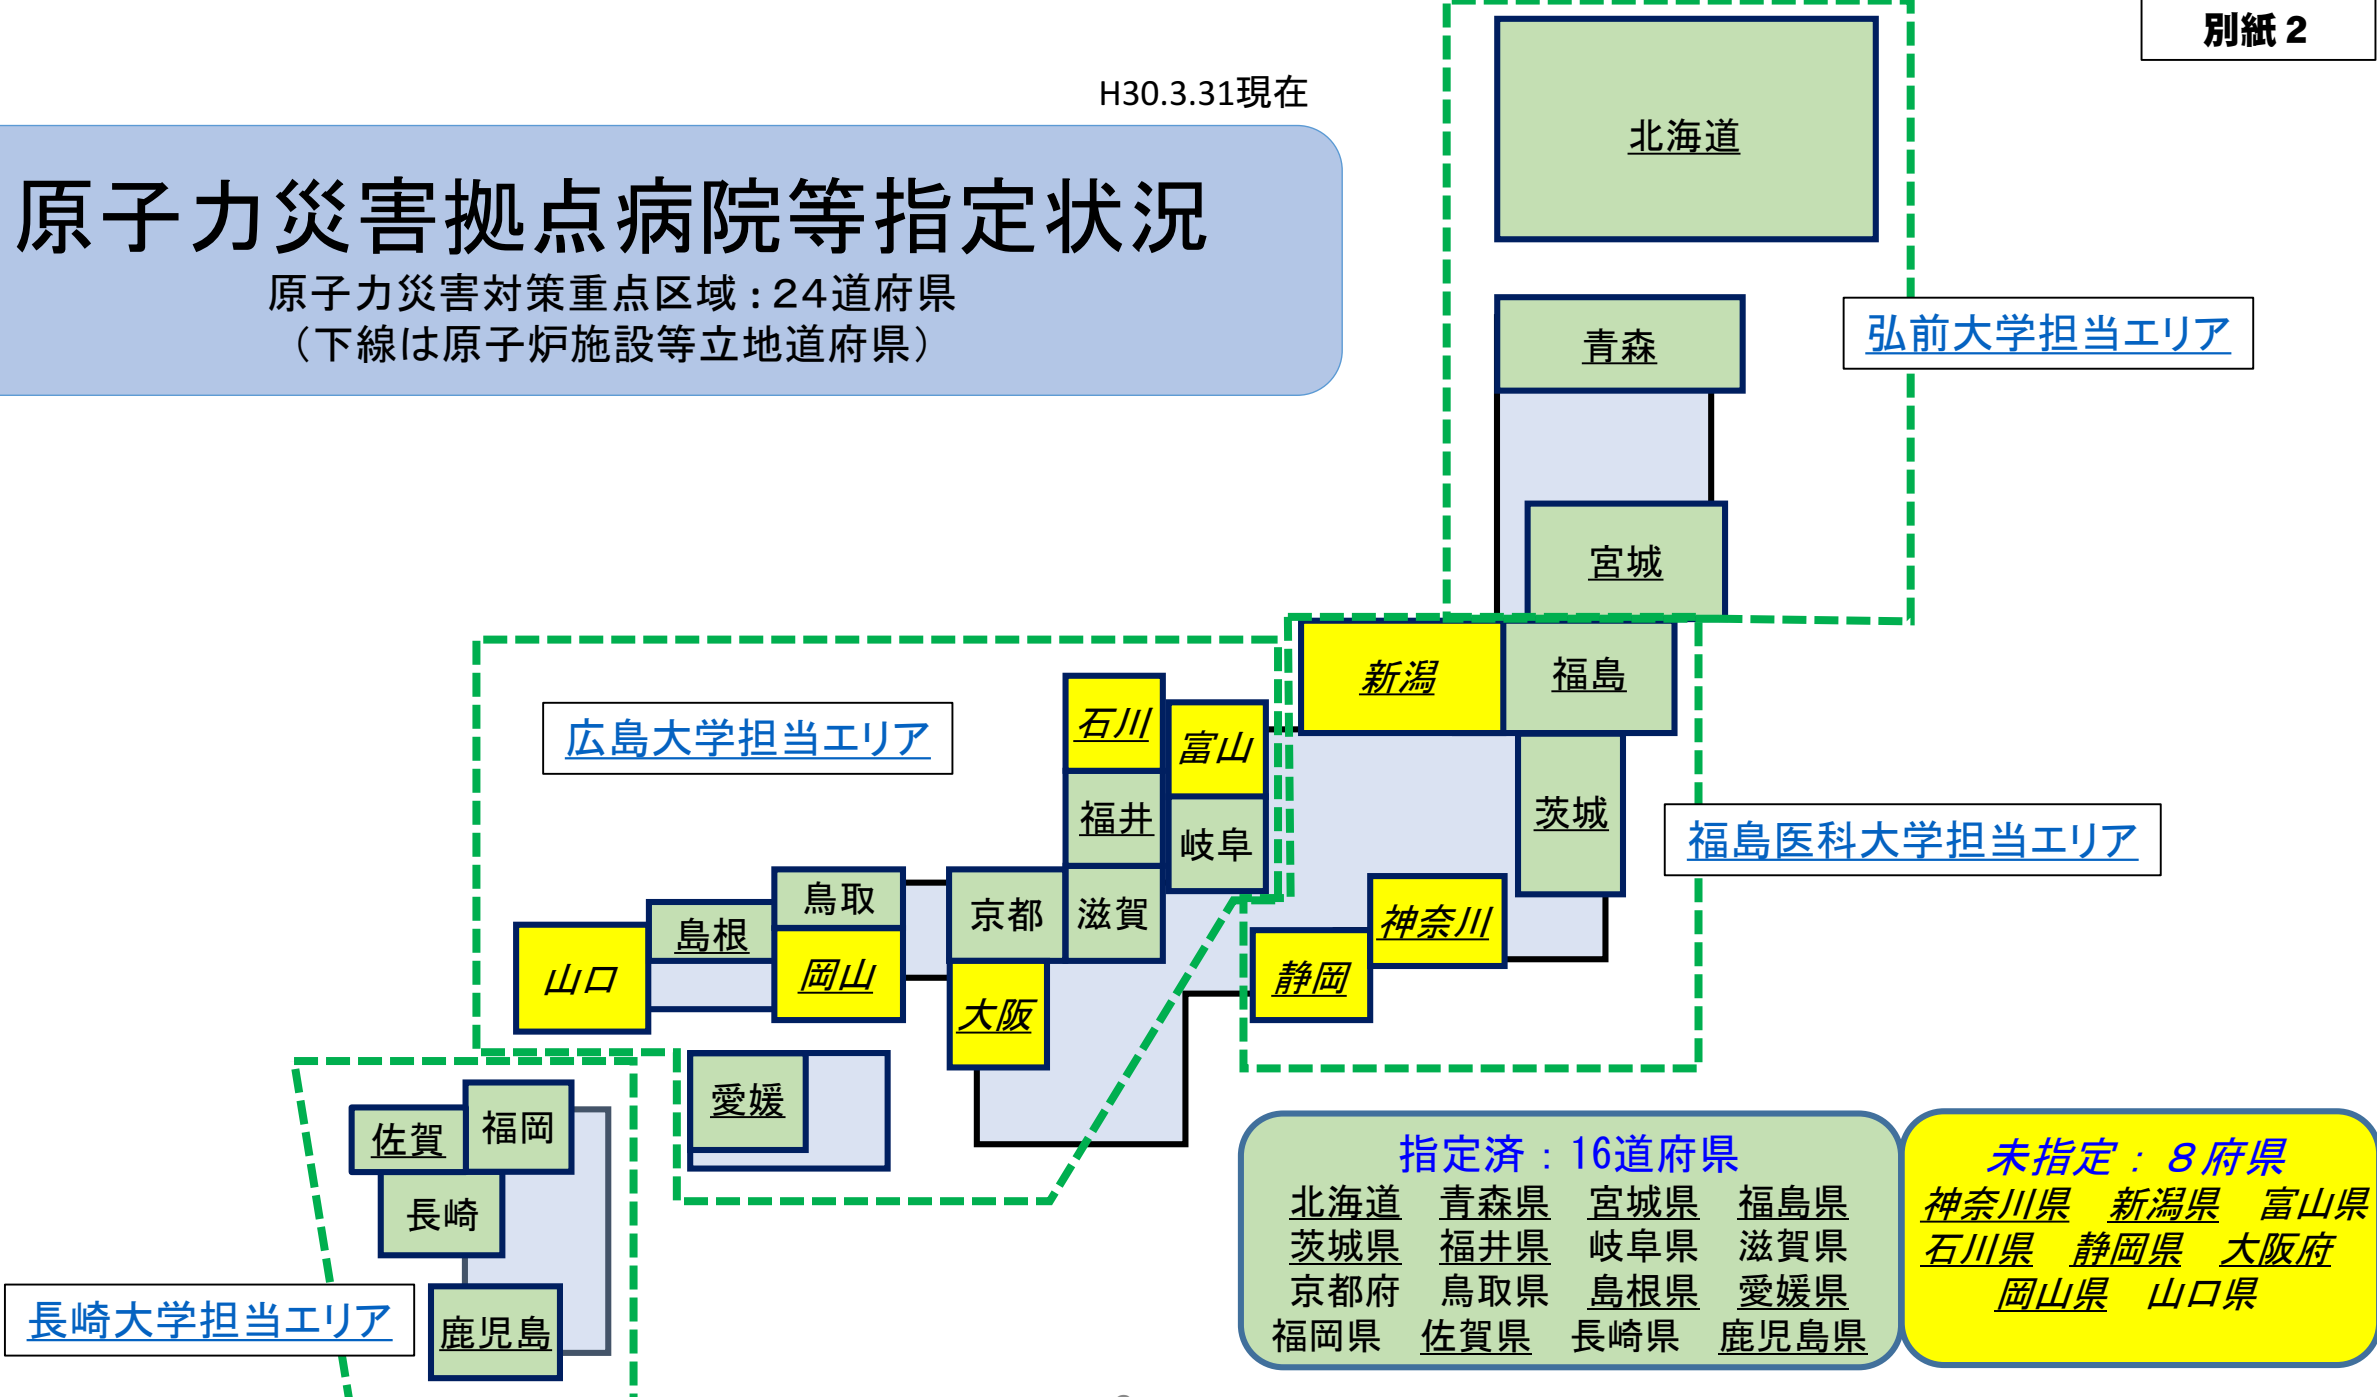 別紙２
H30.3.31現在
原子力災害拠点病院等指定状況
原子力災害対策重点区域：２４道府県
（下線は原子炉施設等立地道府県）
北海道
青森
弘前大学担当エリア
宮城
新潟
福島
広島大学担当エリア
石川
富山
福井
岐阜
茨城
福島医科大学担当エリア
鳥取
京都
滋賀
島根
神奈川
山口
岡山
静岡
大阪
愛媛
福岡
佐賀
長崎
鹿児島
長崎大学担当エリア
指定済：16道府県
北海道　青森県　宮城県　福島県
茨城県　福井県　岐阜県　滋賀県
京都府　鳥取県　島根県　愛媛県
福岡県　佐賀県　長崎県　鹿児島県
未指定：８府県
神奈川県　新潟県　富山県
石川県　静岡県　大阪府
岡山県　山口県